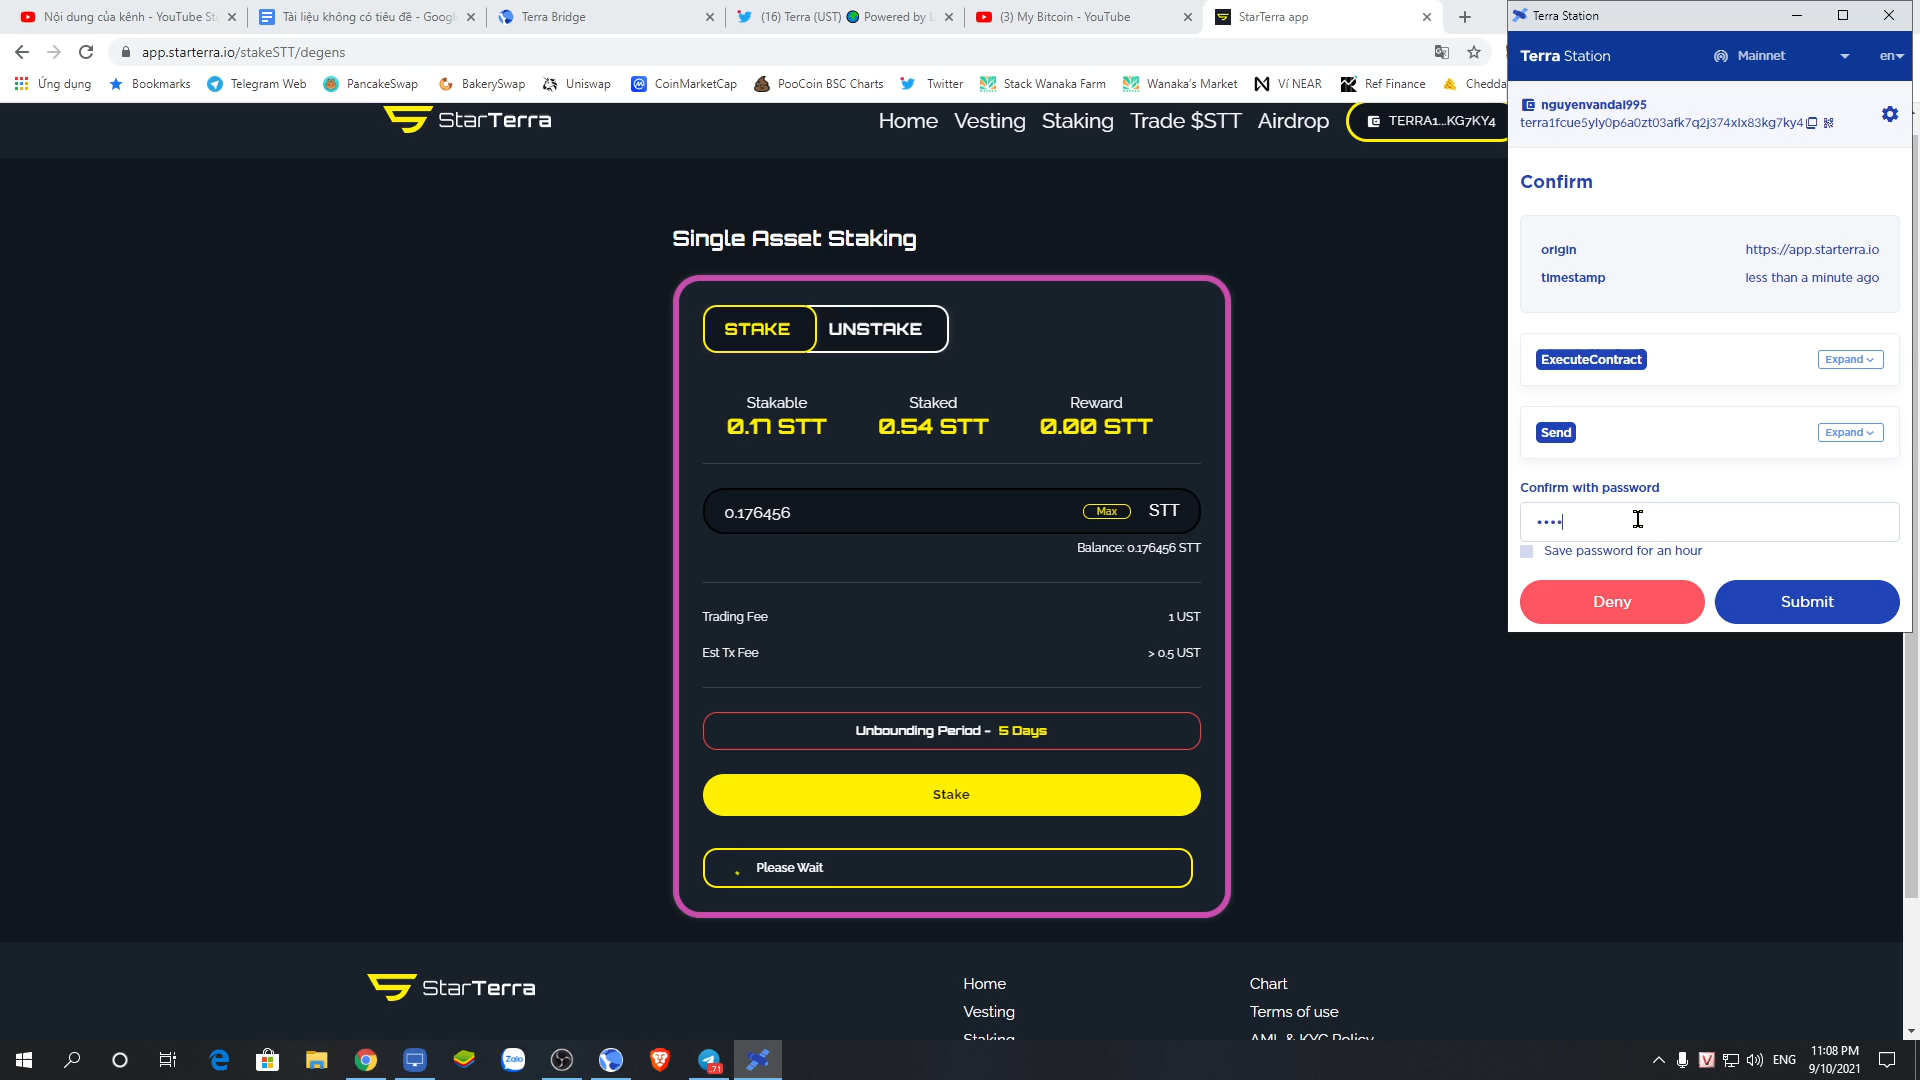 Nội dung của kênh - YouTube St
Tài liệu không có tiêu đề - Googl
Terra Bridge
(16) Terra (UST) Powered by L
(3) My Bitcoin - YouTube
StarTerra app
app.starterra.io/stakeSTT/degens
Ứng dụng
Bookmarks
Telegram Web
PancakeSwap
BakerySwap
Uniswap
CoinMarketCap
PooCoin BSC Charts
Twitter
Stack Wanaka Farm
Wanaka's Market
Ví NEAR
Ref Finance
Chedda
StarTerra
Home
Vesting
Staking
Trade $STT
Airdrop
TERRA1...KG7KY4
Single Asset Staking
STAKE
UNSTAKE
Stakable
Staked
Reward
0.17 STT
0.54 STT
0.00 STT
0.176456
Max
STT
Balance: 0.176456 STT
Trading Fee
1 UST
Est Tx Fee
> 0.5 UST
Unbounding Period - 5 Days
Stake
Please Wait
StarTerra
Home
Chart
Vesting
Terms of use
Staking
AML & KYC Policy
Terra Station
Terra Station
Mainnet
en
nguyenvandai995
terra1fcue5yly0p6a0zt03afk7q2j374xlx83kg7ky4
Confirm
origin
https://app.starterra.io
timestamp
less than a minute ago
ExecuteContract
Expand
Send
Expand
Confirm with password
••••
Save password for an hour
Deny
Submit
Zalo
71
V
ENG
11:08 PM
9/10/2021